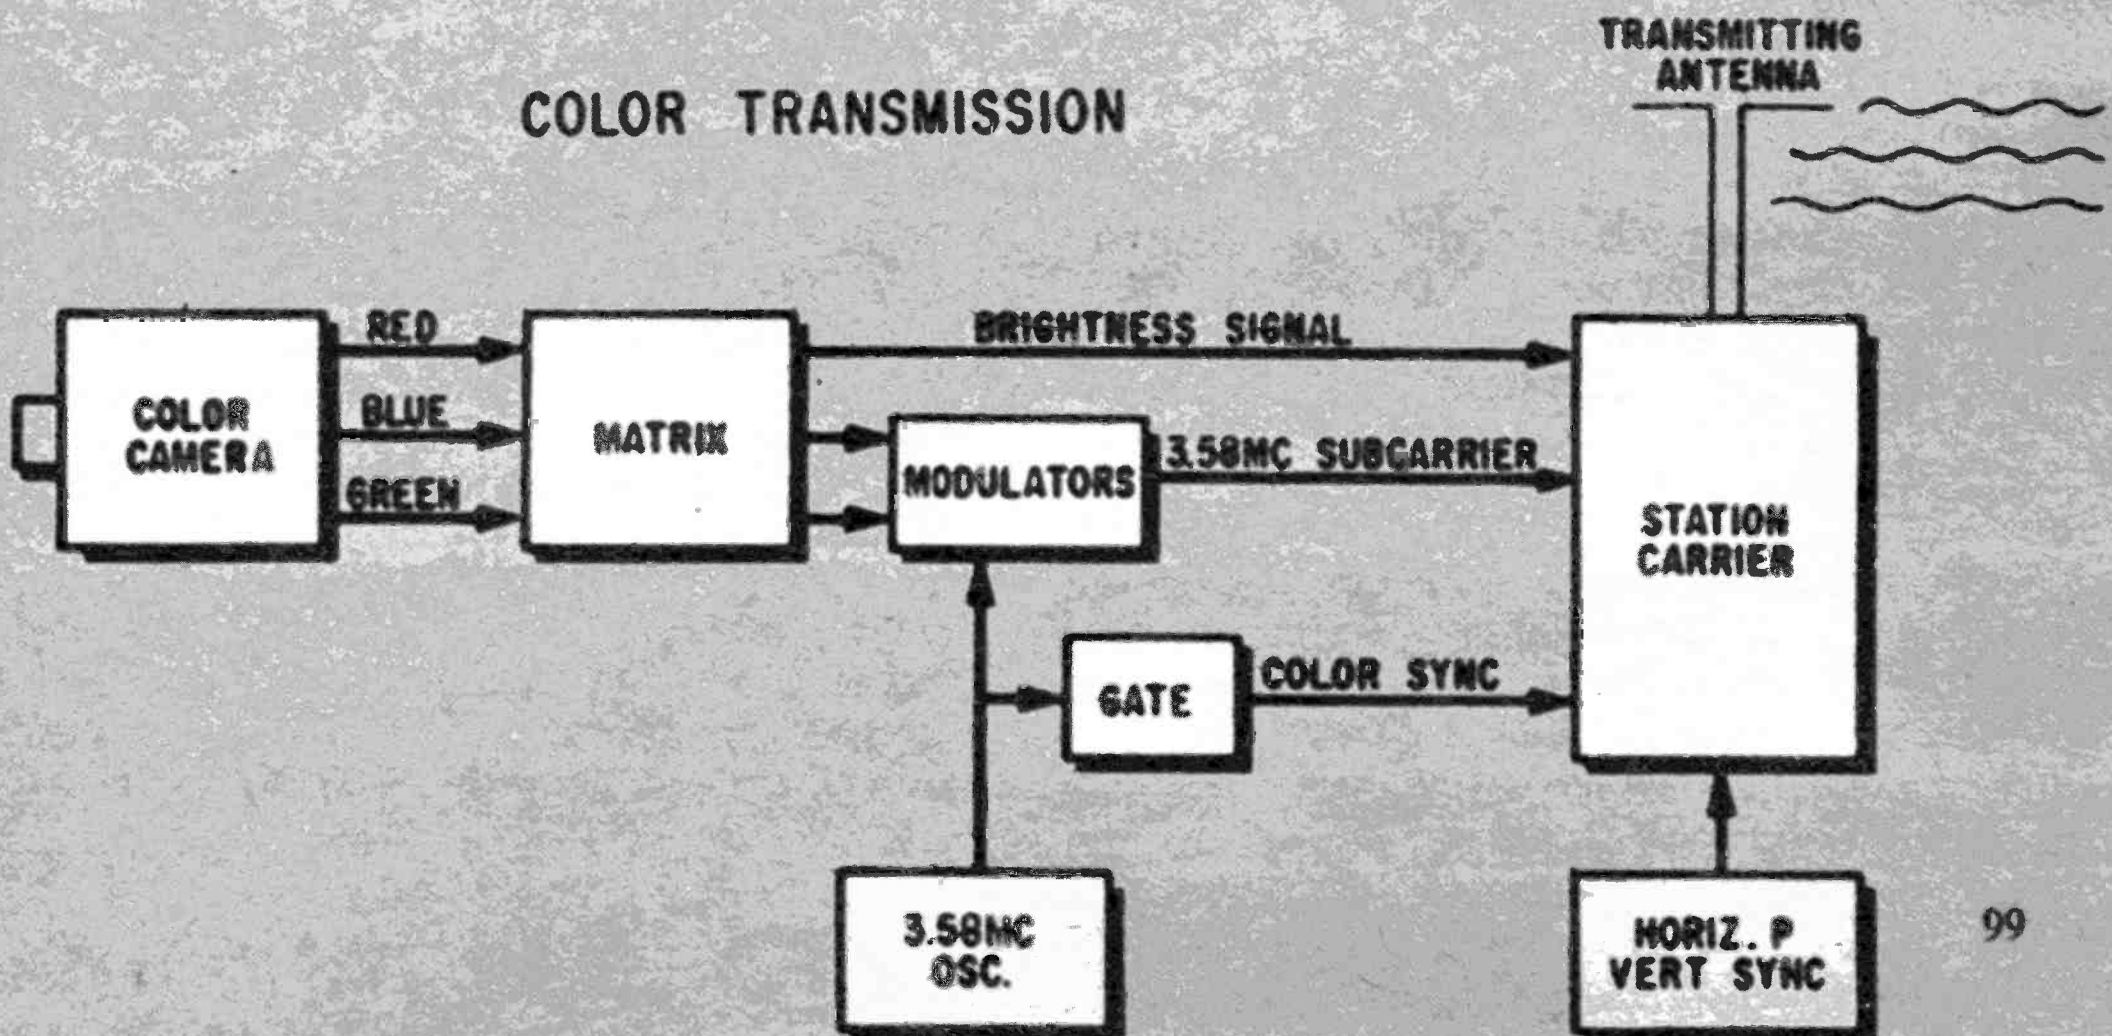 TRANSMITTING
ANTENNA
COLOR TRANSMISSION
RED
BLUE
GREEN
COLOR
CAMERA
MATRIX
BRIGHTNESS SIGNAL
MODULATORS
3.58MC SUBCARRIER
STATION
CARRIER
GATE
COLOR SYNC
3.58MC
OSC.
HORIZ. P
VERT SYNC
99